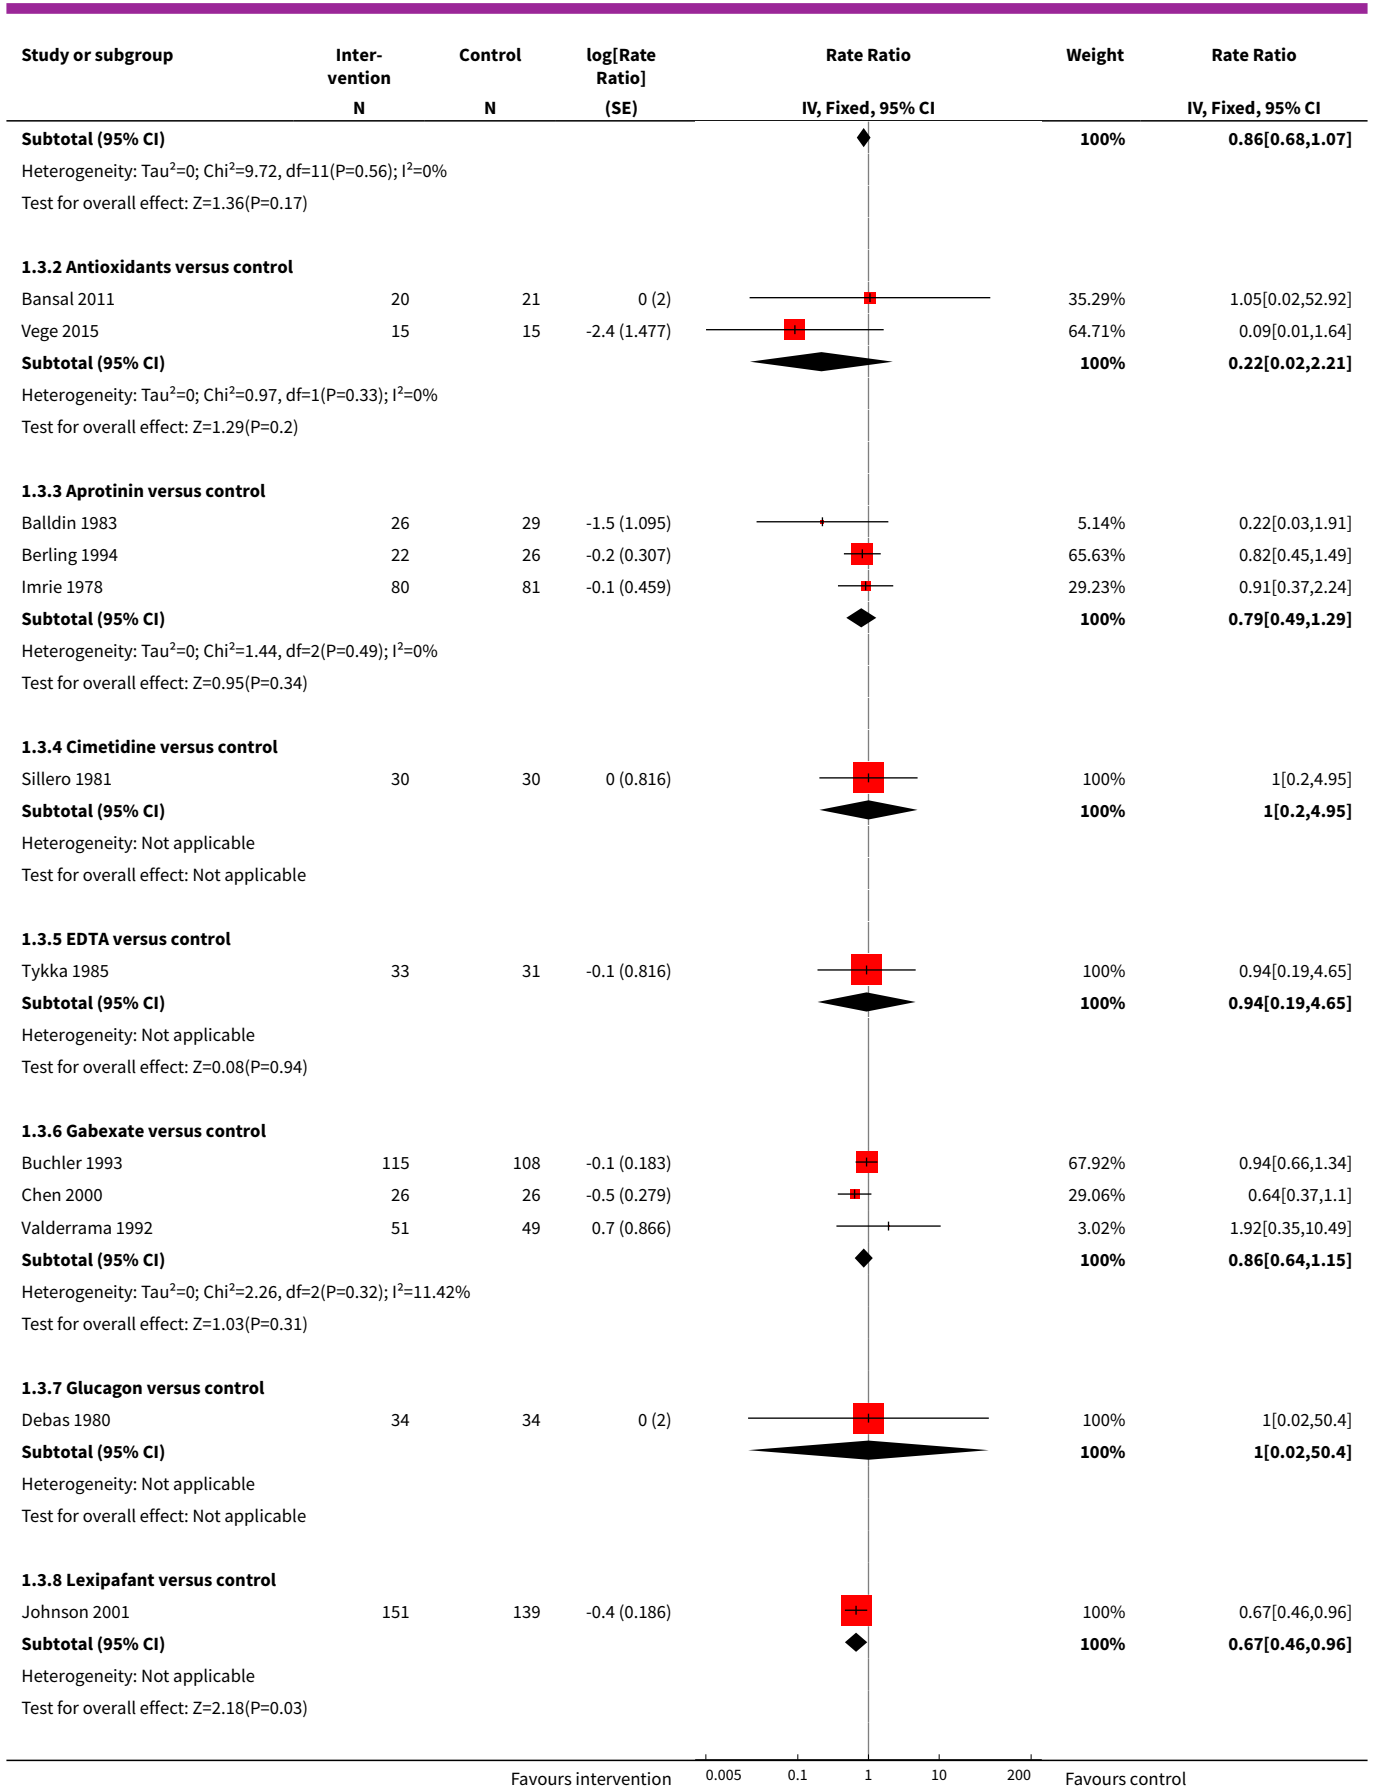 Study or subgroup Inter- Control log[Rate Rate Ratio Weight Rate Ratio
vention Ratio]
N N (SE) IV, Fixed, 95% CI IV, Fixed, 95% CI
Subtotal (95% CI) 100% 0.86[0.68,1.07]
Heterogeneity: Tau²=0; Chi²=9.72, df=11(P=0.56); I²=0%
Test for overall effect: Z=1.36(P=0.17)
1.3.2 Antioxidants versus control
Bansal 2011 20 21 0 (2) 35.29% 1.05[0.02,52.92]
Vege 2015 15 15 -2.4 (1.477) 64.71% 0.09[0.01,1.64]
Subtotal (95% CI) 100% 0.22[0.02,2.21]
Heterogeneity: Tau²=0; Chi²=0.97, df=1(P=0.33); I²=0%
Test for overall effect: Z=1.29(P=0.2)
1.3.3 Aprotinin versus control
Balldin 1983 26 29 -1.5 (1.095) 5.14% 0.22[0.03,1.91]
Berling 1994 22 26 -0.2 (0.307) 65.63% 0.82[0.45,1.49]
Imrie 1978 80 81 -0.1 (0.459) 29.23% 0.91[0.37,2.24]
Subtotal (95% CI) 100% 0.79[0.49,1.29]
Heterogeneity: Tau²=0; Chi²=1.44, df=2(P=0.49); I²=0%
Test for overall effect: Z=0.95(P=0.34)
1.3.4 Cimetidine versus control
Sillero 1981 30 30 0 (0.816) 100% 1[0.2,4.95]
Subtotal (95% CI) 100% 1[0.2,4.95]
Heterogeneity: Not applicable
Test for overall effect: Not applicable
1.3.5 EDTA versus control
Tykka 1985 33 31 -0.1 (0.816) 100% 0.94[0.19,4.65]
Subtotal (95% CI) 100% 0.94[0.19,4.65]
Heterogeneity: Not applicable
Test for overall effect: Z=0.08(P=0.94)
1.3.6 Gabexate versus control
Buchler 1993 115 108 -0.1 (0.183) 67.92% 0.94[0.66,1.34]
Chen 2000 26 26 -0.5 (0.279) 29.06% 0.64[0.37,1.1]
Valderrama 1992 51 49 0.7 (0.866) 3.02% 1.92[0.35,10.49]
Subtotal (95% CI) 100% 0.86[0.64,1.15]
Heterogeneity: Tau²=0; Chi²=2.26, df=2(P=0.32); I²=11.42%
Test for overall effect: Z=1.03(P=0.31)
1.3.7 Glucagon versus control
Debas 1980 34 34 0 (2) 100% 1[0.02,50.4]
Subtotal (95% CI) 100% 1[0.02,50.4]
Heterogeneity: Not applicable
Test for overall effect: Not applicable
1.3.8 Lexipafant versus control
Johnson 2001 151 139 -0.4 (0.186) 100% 0.67[0.46,0.96]
Subtotal (95% CI) 100% 0.67[0.46,0.96]
Heterogeneity: Not applicable
Test for overall effect: Z=2.18(P=0.03)
Favours intervention 0.005 0.1 1 10 200 Favours control